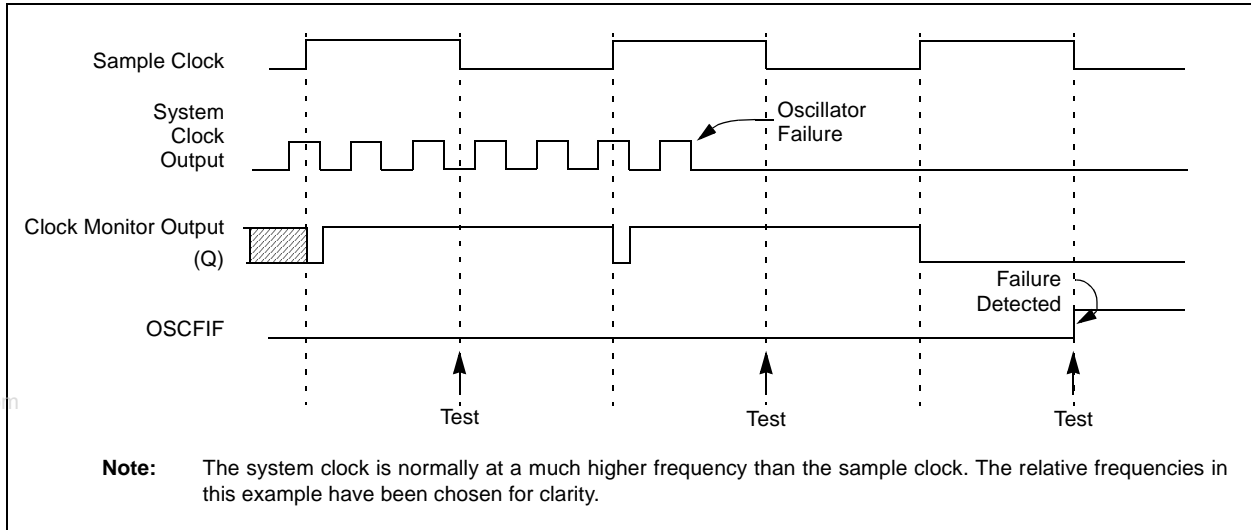 Sample Clock
System
Clock
Output
Oscillator
Failure
Clock Monitor Output
(Q)
Failure
Detected
OSCFIF
m
Test
Test
Test
Note: The system clock is normally at a much higher frequency than the sample clock. The relative frequencies in
this example have been chosen for clarity.